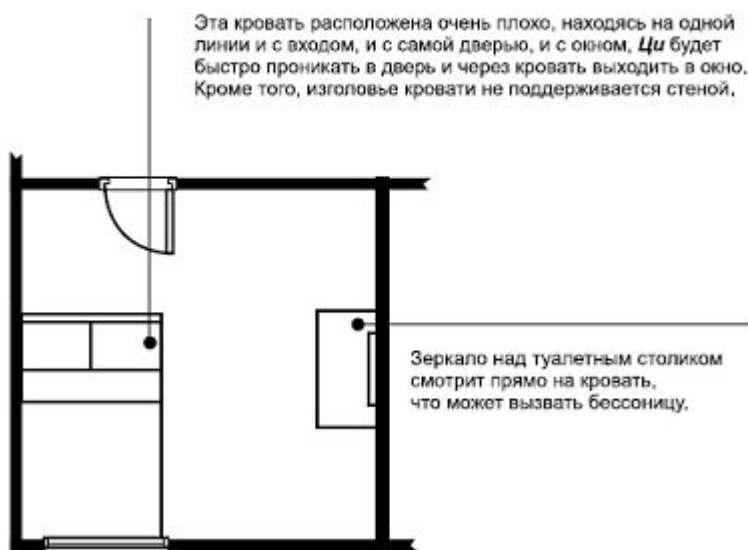 Эта кровать расположена очень плохо, находясь на одной
линии и с входом, и с самой дверью, и с окном, Ци будет
быстро проникать в дверь и через кровать выходить в окно.
Кроме того, изголовье кровати не поддерживается стеной.
Зеркало над туалетным столиком
смотрит прямо на кровать,
что может вызвать бессоницу.